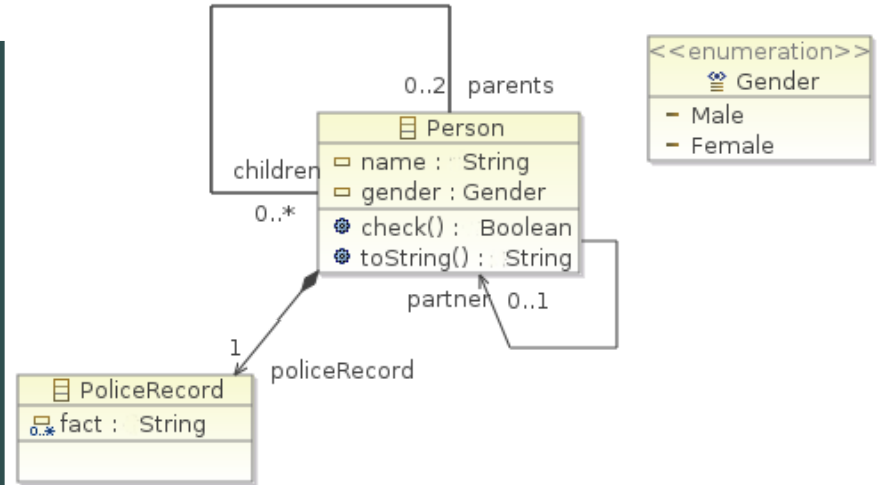 0..2 parents
<<enumeration>>
Gender
- Male
- Female
Person
name : String
gender : Gender
check() : Boolean
toString() : String
children
0..*
partner 0..1
1
policeRecord
PoliceRecord
0..* fact : String